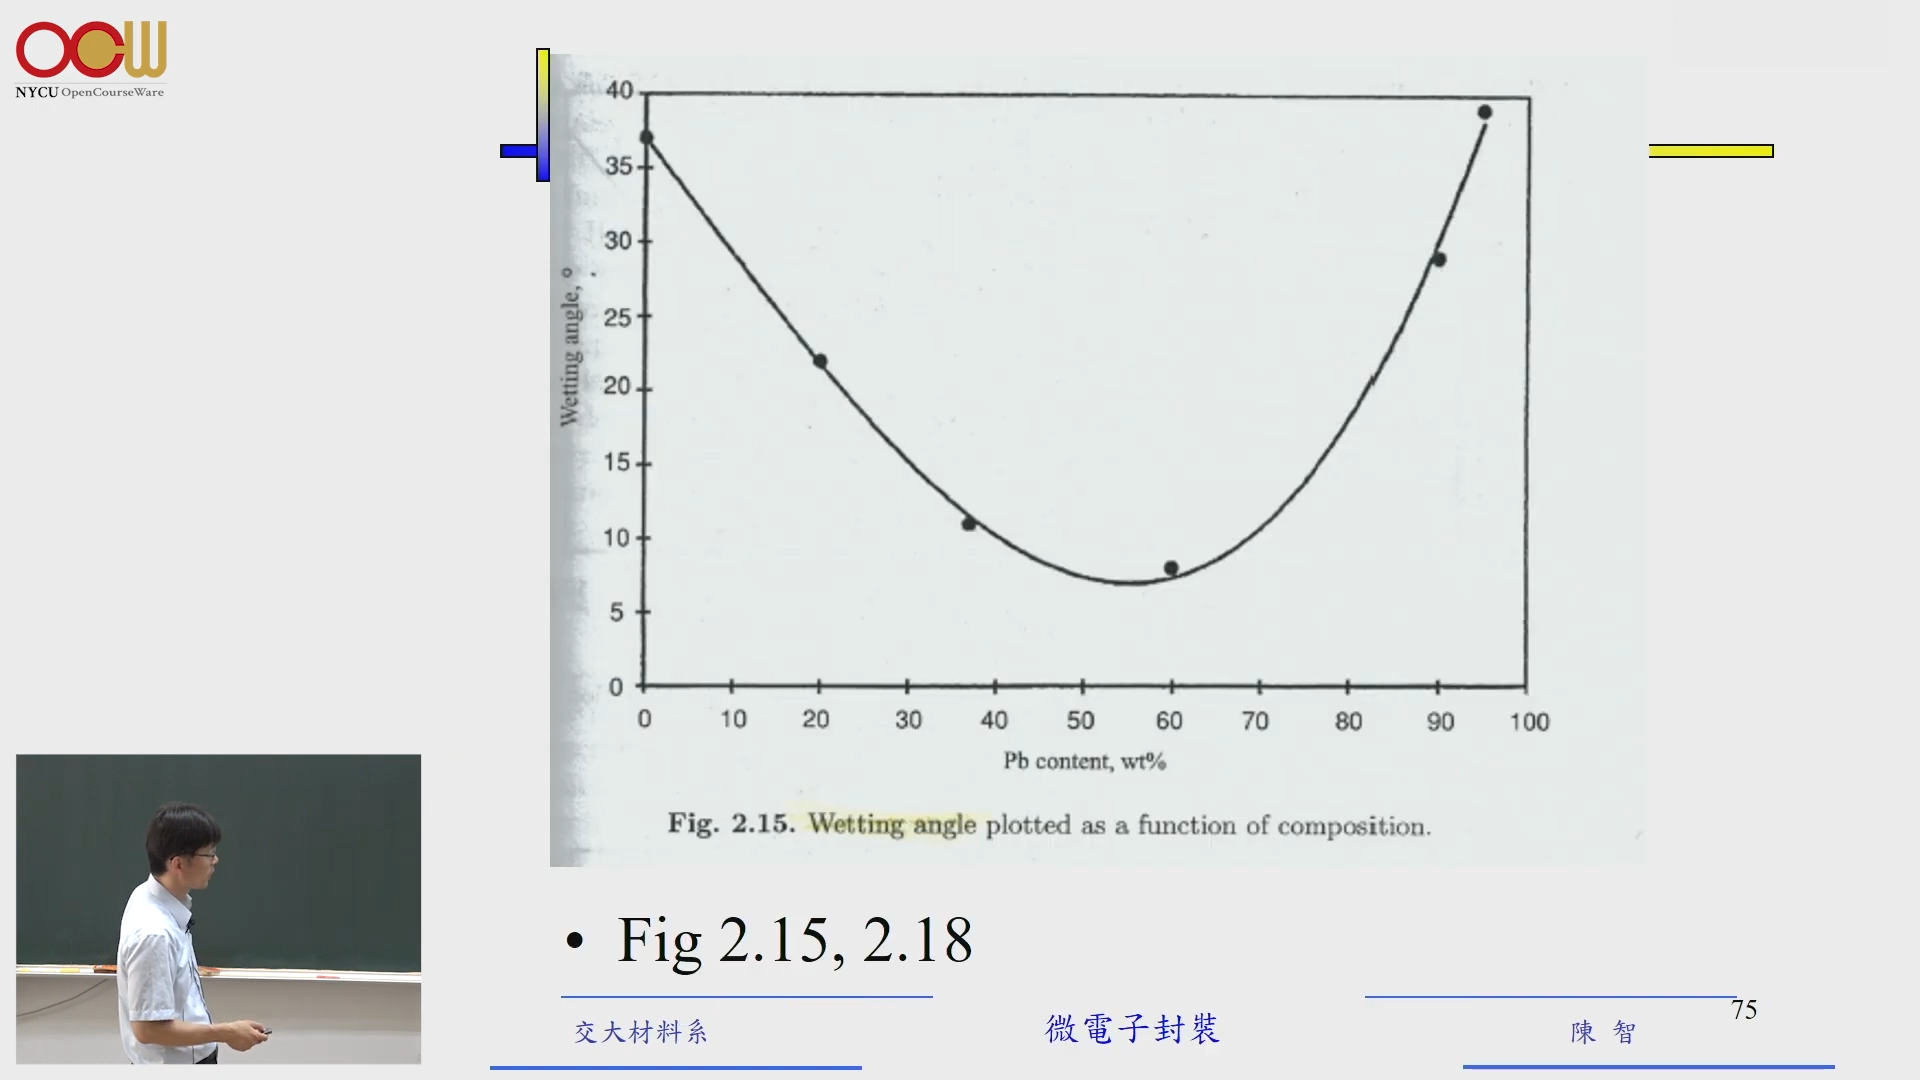 OCW
NYCU OpenCourseWare
40
35
30
25
20
15
10
5
0
Wetting angle, °
0 10 20 30 40 50 60 70 80 90 100
Pb content, wt%
Fig. 2.15. Wetting angle plotted as a function of composition.
• Fig 2.15, 2.18
交大材料系
微電子封裝
陳 智
75